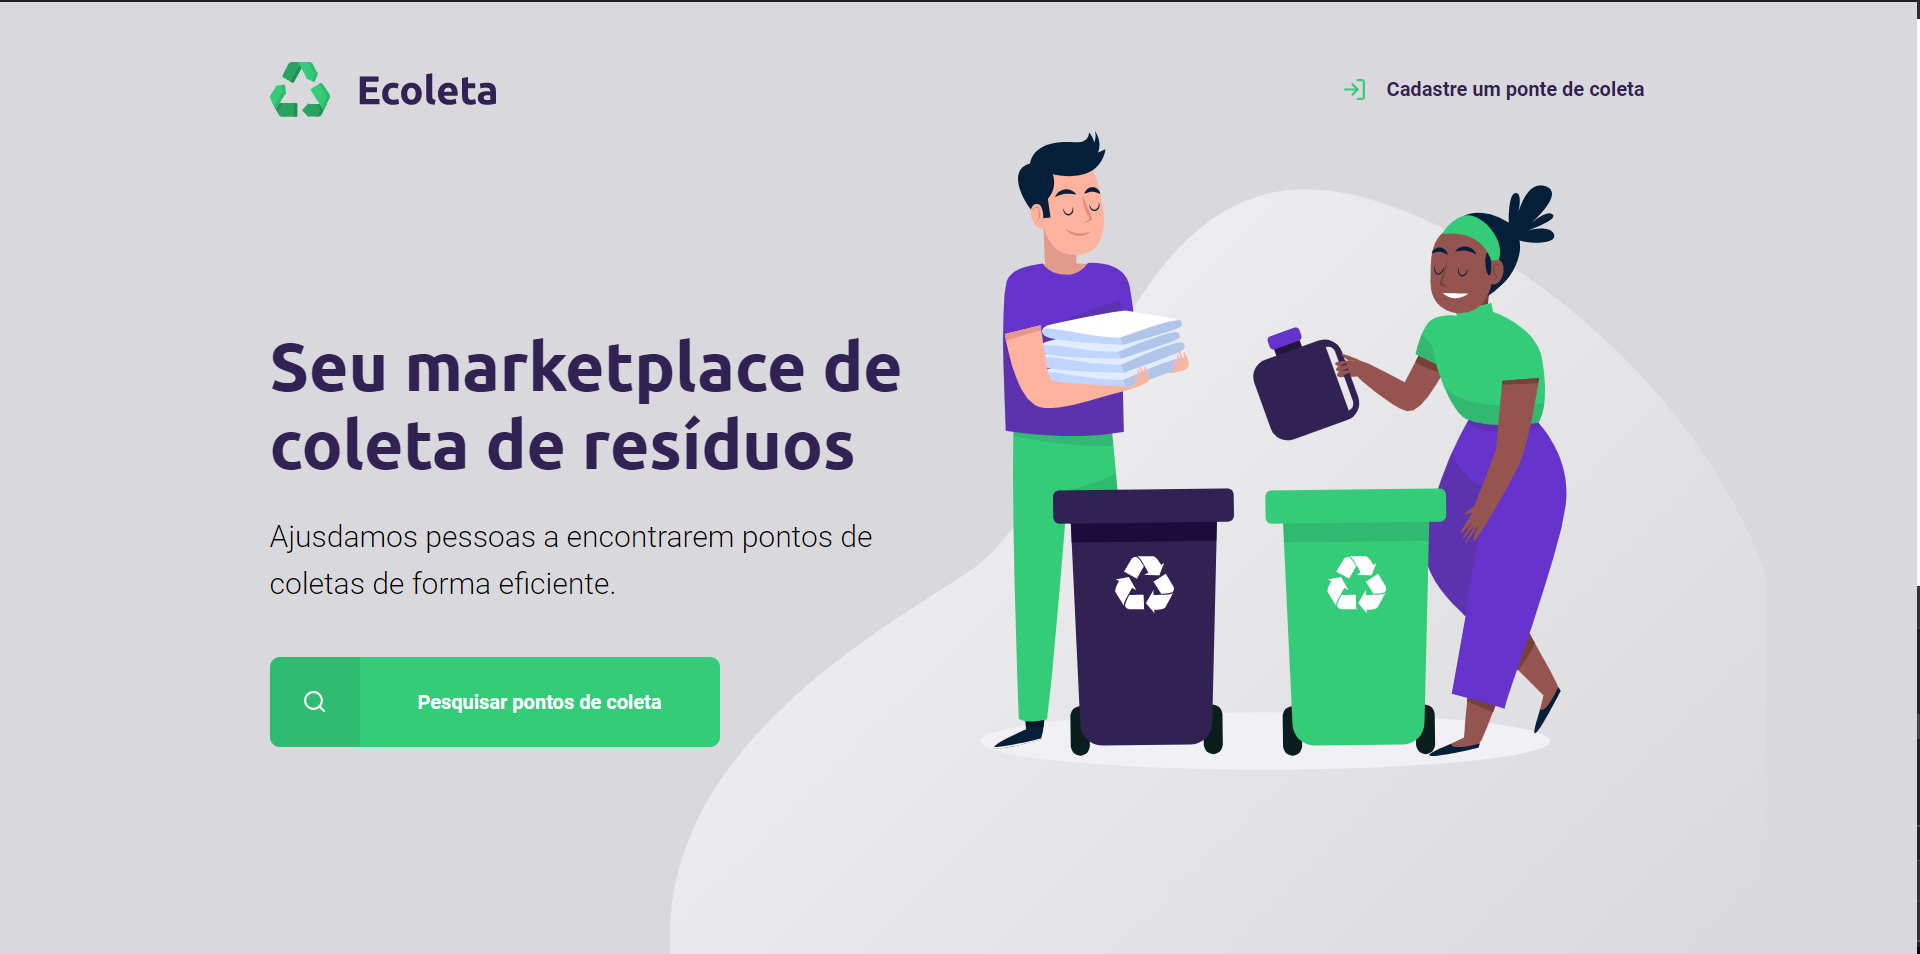 Ecoleta
Cadastre um ponte de coleta
Seu marketplace de
coleta de resíduos
Ajusdamos pessoas a encontrarem pontos de
coletas de forma eficiente.
Pesquisar pontos de coleta